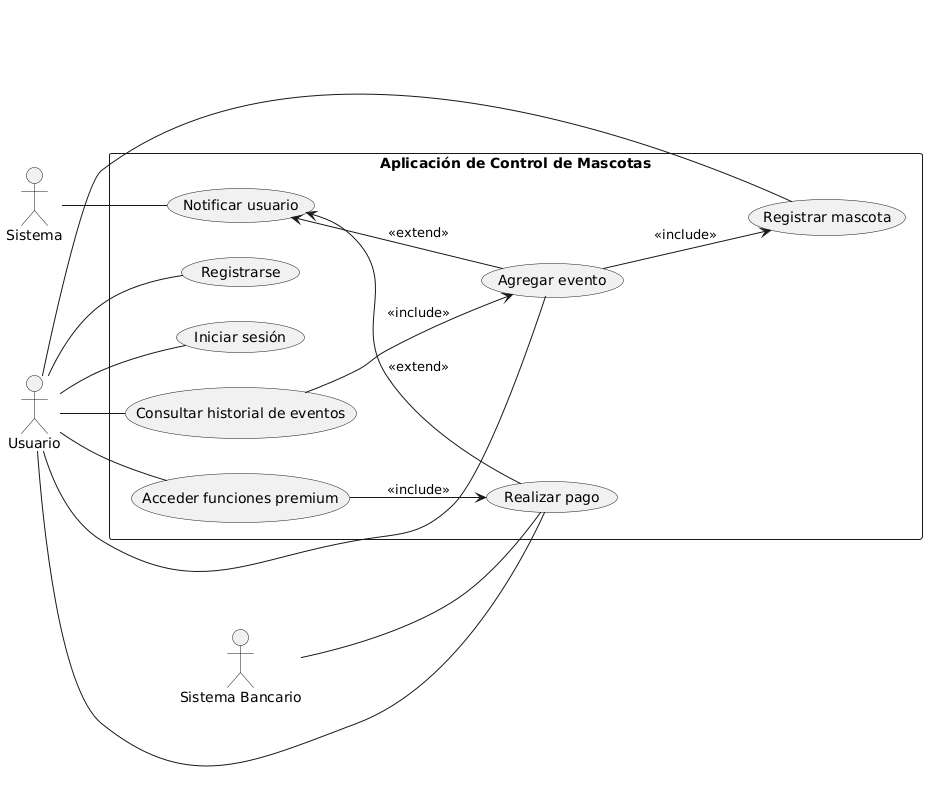 Aplicación de Control de Mascotas
Sistema
Notificar usuario
Registrar mascota
«extend»
«include»
Registrarse
Agregar evento
«include»
Iniciar sesión
«extend»
Usuario
Consultar historial de eventos
Acceder funciones premium
«include»
Realizar pago
Sistema Bancario